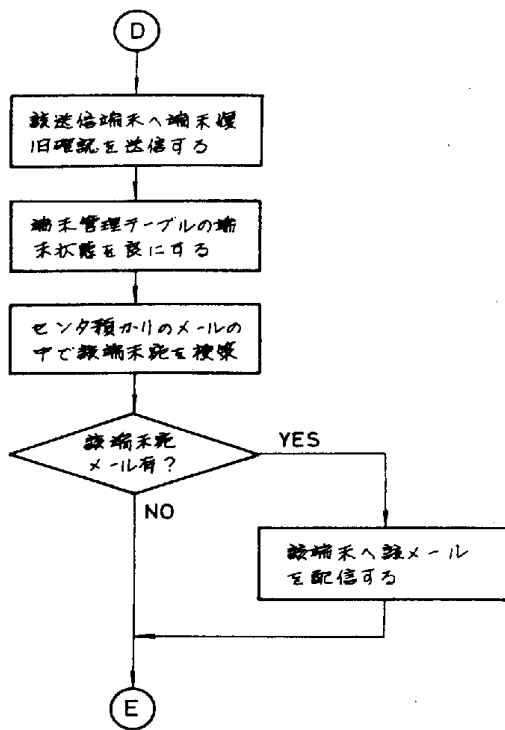 D
該送信端末へ端末復
旧確認を送信する
端末管理テーブルの端
末状態を良にする
センタ預かりのメールの
中で該端末宛を検索
該端末宛
メール有?
YES
NO
該端末へ該メール
を配信する
E